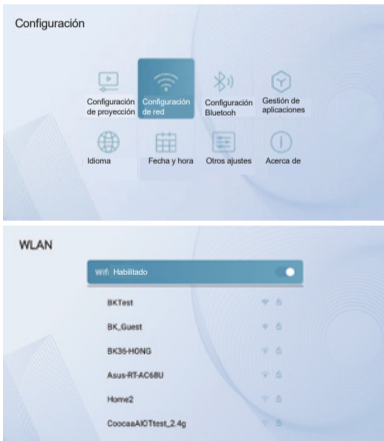 Configuración
Configuración
de proyección
Configuración
de red
Configuración
Bluetooh
Gestión de
aplicaciones
Idioma
Fecha y hora
Otros ajustes
Acerca de
WLAN
Wifi Habilitado
BKTest
BK_Guest
BK36-HONG
Asus-RT-AC68U
Home2
CoocaaAIOTtest_2.4g